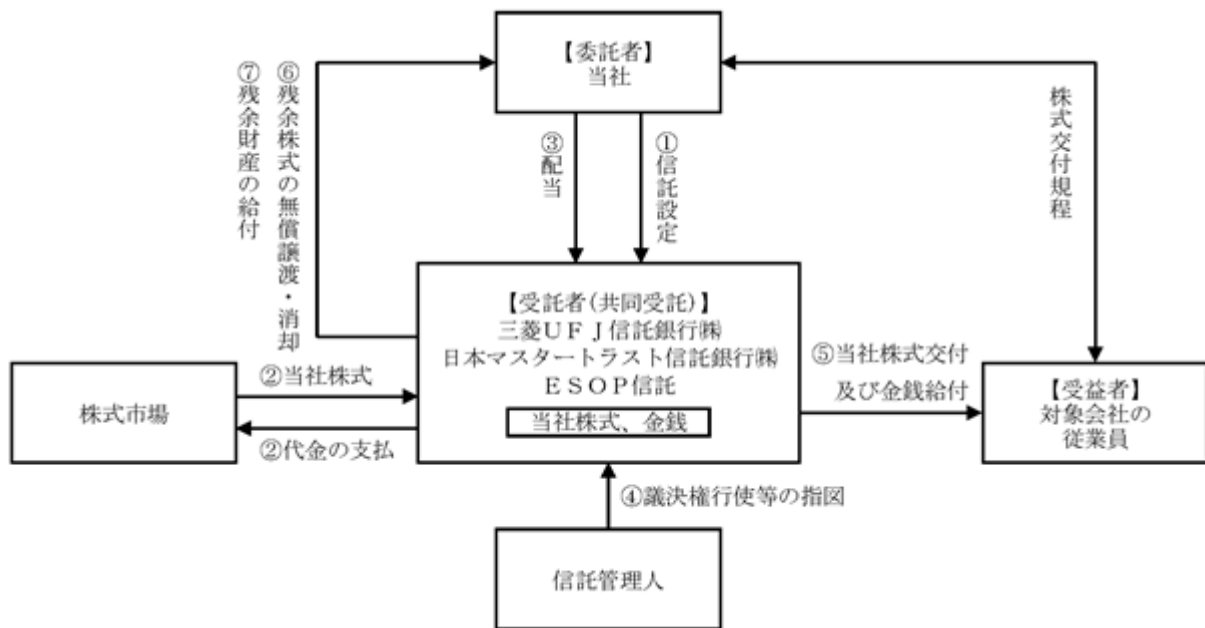 【委託者】
当社
⑦残余財産の給付
⑥残余株式の無償譲渡・消却
③配当
①信託設定
株式交付規程
【受託者(共同受託)】
三菱ＵＦＪ信託銀行㈱
日本マスタートラスト信託銀行㈱
ＥＳＯＰ信託
当社株式、金銭
株式市場
②当社株式
②代金の支払
⑤当社株式交付
及び金銭給付
【受益者】
対象会社の
従業員
④議決権行使等の指図
信託管理人